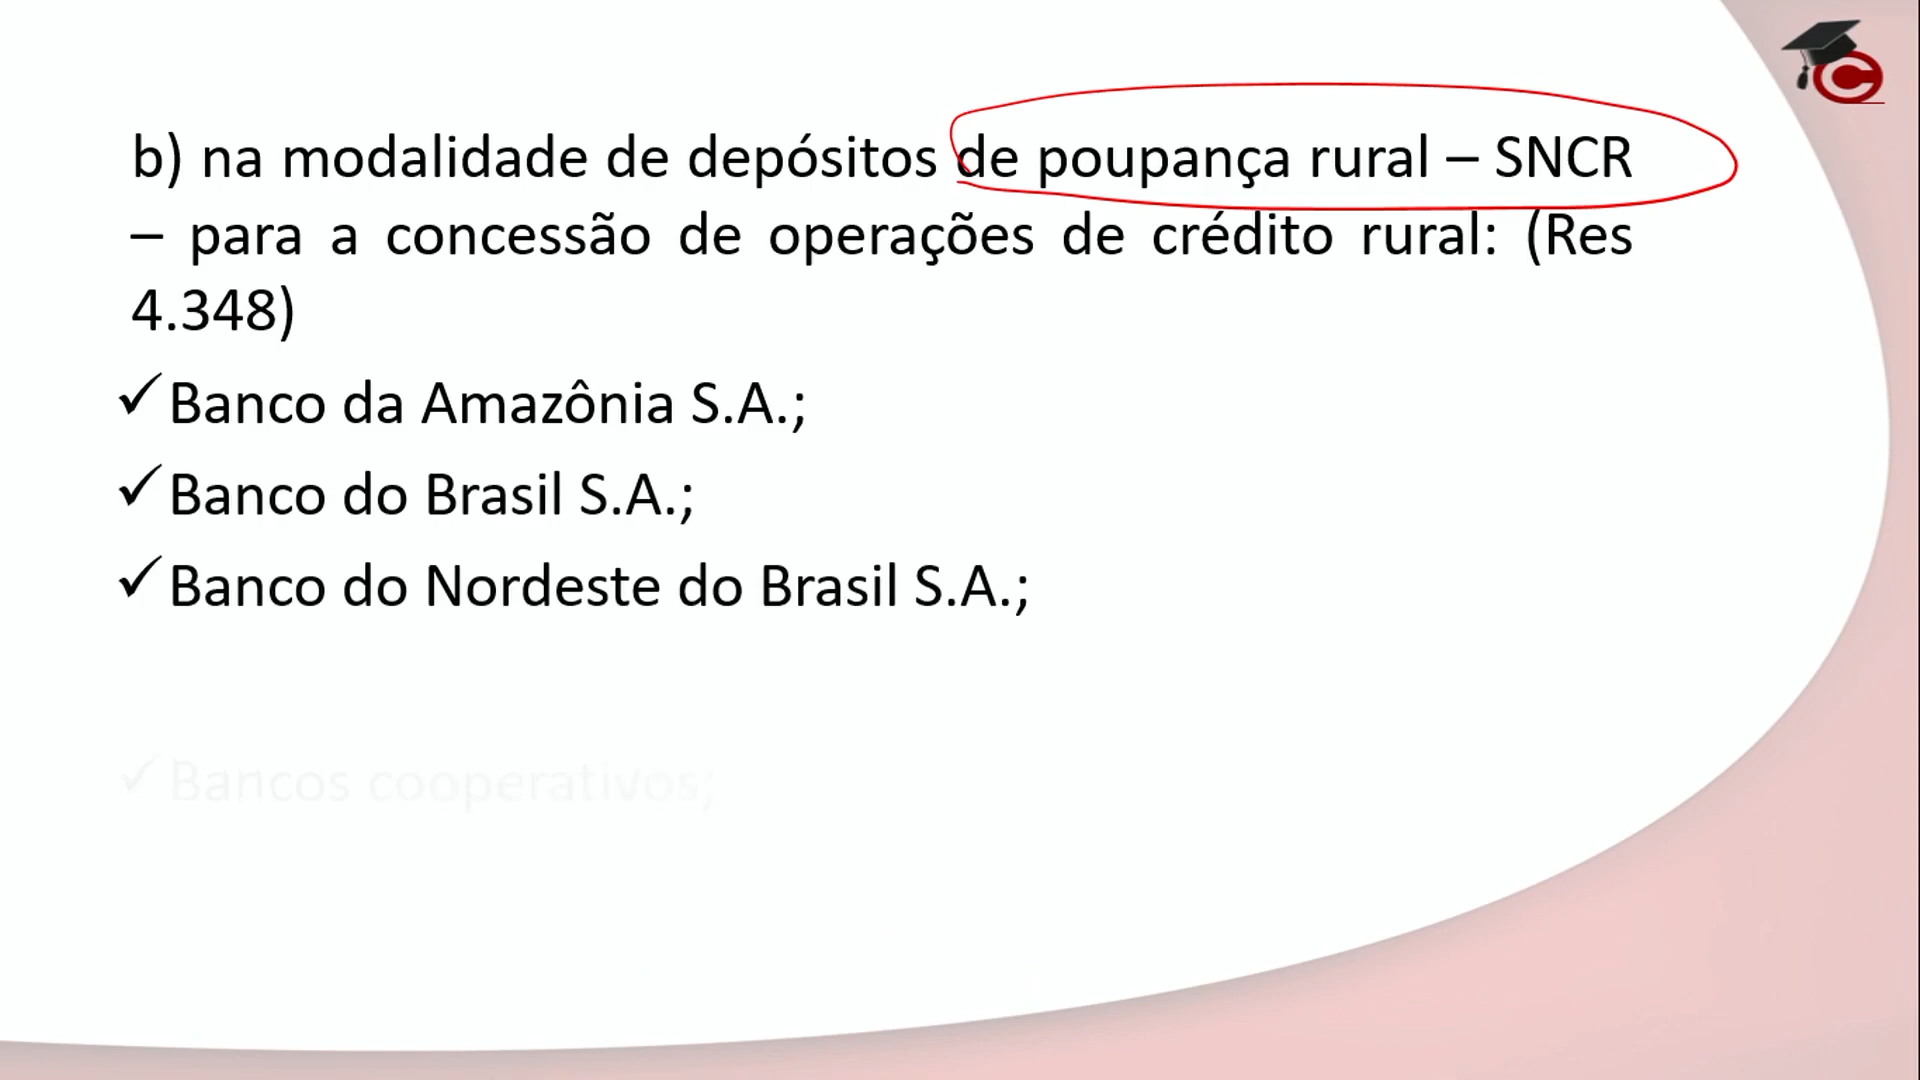 b) na modalidade de depósitos de poupança rural – SNCR
– para a concessão de operações de crédito rural: (Res
4.348)
✓Banco da Amazônia S.A.;
✓Banco do Brasil S.A.;
✓Banco do Nordeste do Brasil S.A.;
✓Bancos cooperativos;